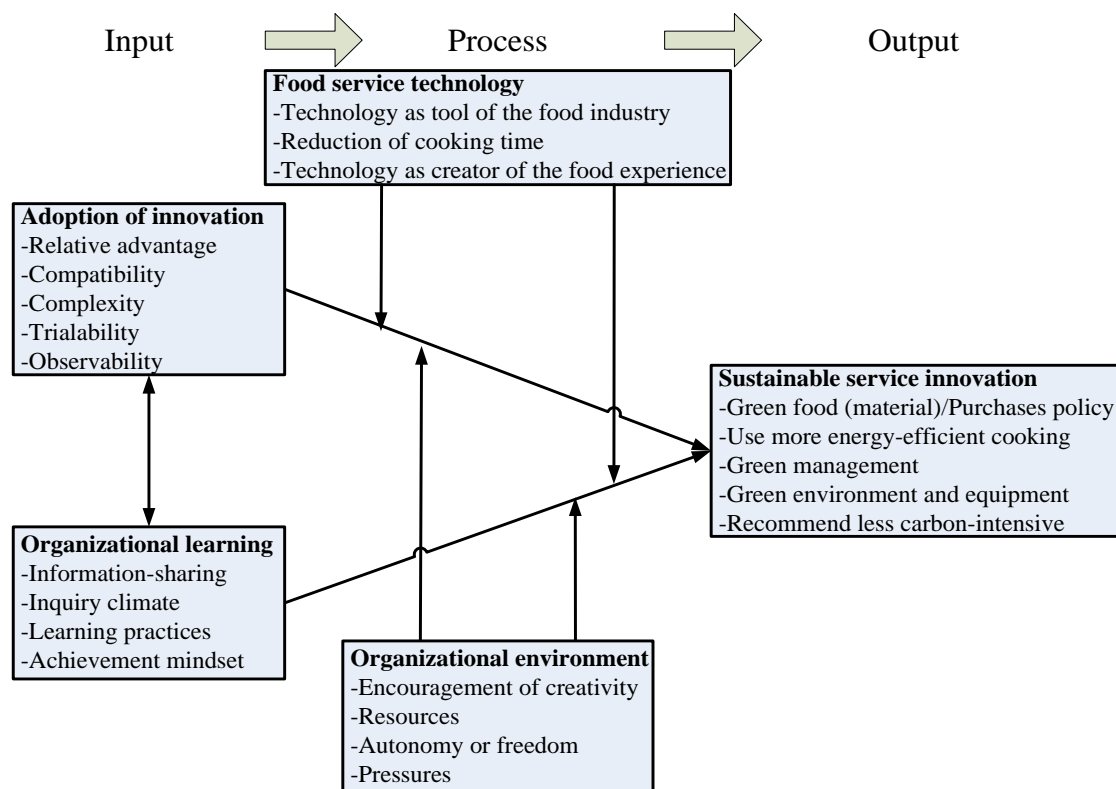 Input
Process
Output
Food service technology
-Technology as tool of the food industry
-Reduction of cooking time
-Technology as creator of the food experience
Adoption of innovation
-Relative advantage
-Compatibility
-Complexity
-Trialability
-Observability
Sustainable service innovation
-Green food (material)/Purchases policy
-Use more energy-efficient cooking
-Green management
-Green environment and equipment
-Recommend less carbon-intensive
Organizational learning
-Information-sharing
-Inquiry climate
-Learning practices
-Achievement mindset
Organizational environment
-Encouragement of creativity
-Resources
-Autonomy or freedom
-Pressures